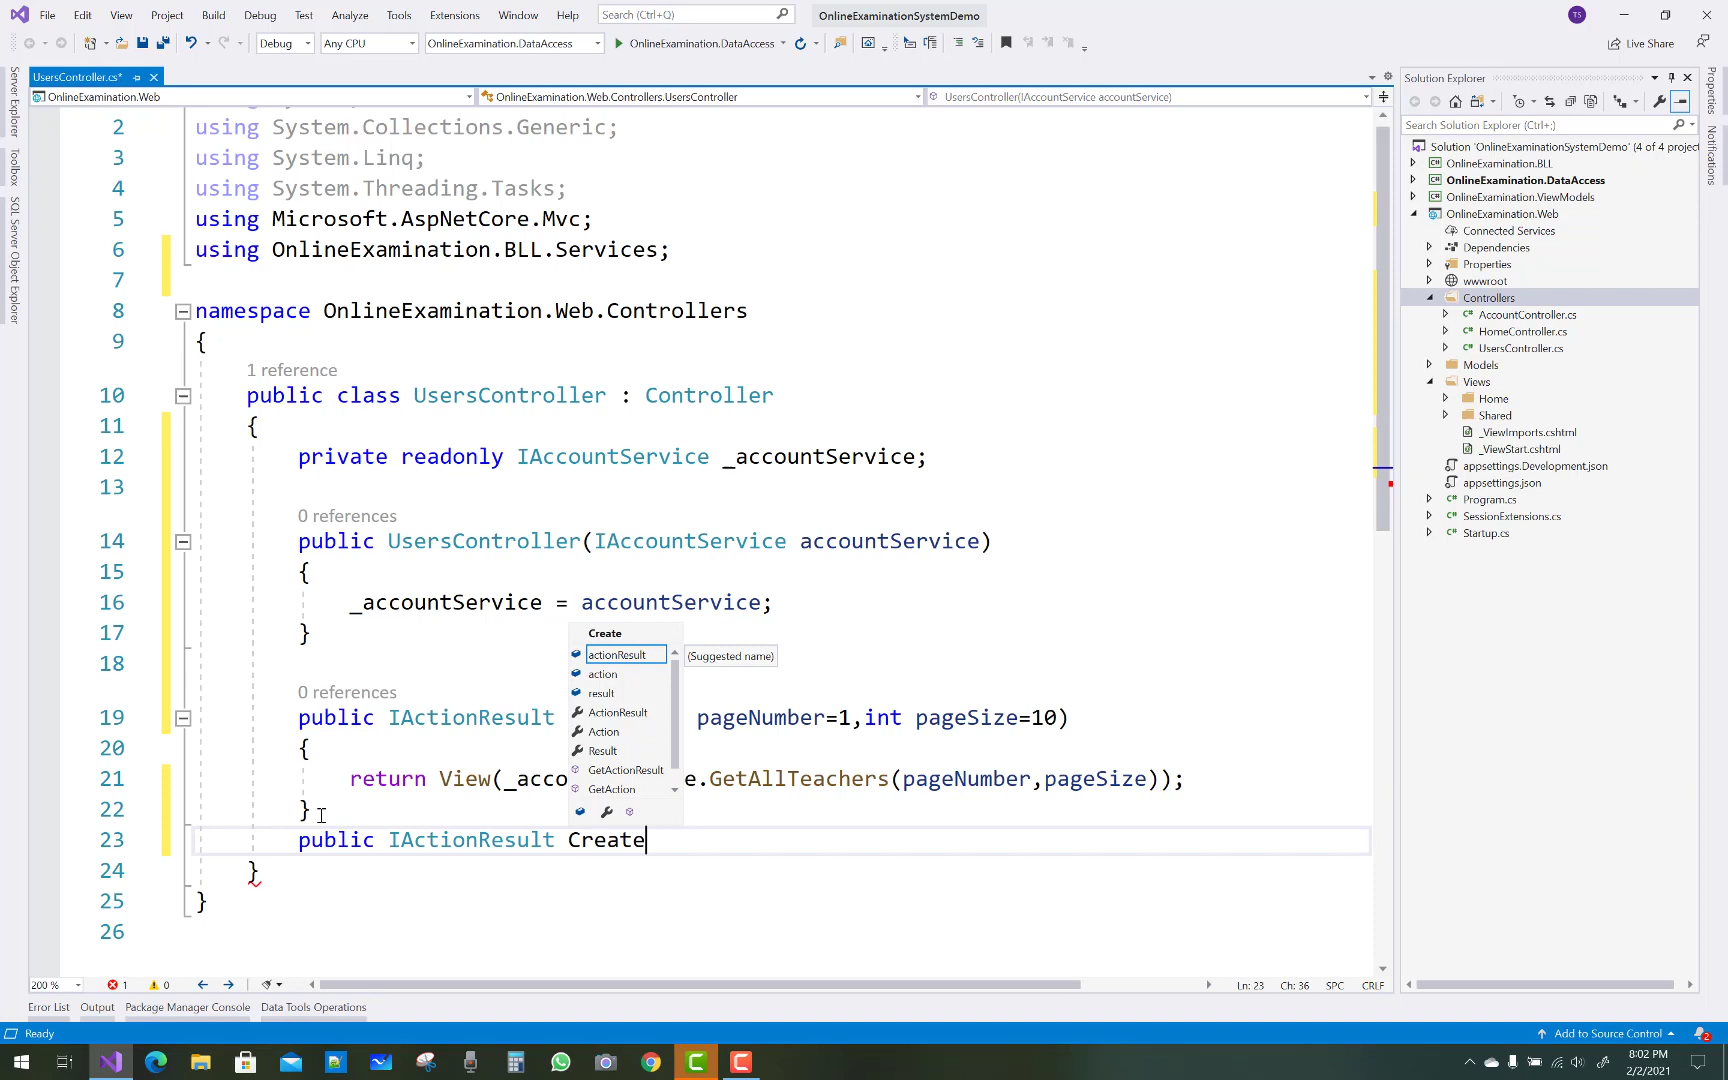 File Edit View Project Build Debug Test Analyze Tools Extensions Window Help Search (Ctrl+Q) OnlineExaminationSystemDemo TS
Debug Any CPU OnlineExamination.DataAccess OnlineExamination.DataAccess Live Share
UsersController.cs*
OnlineExamination.Web OnlineExamination.Web.Controllers.UsersController UsersController(IAccountService accountService)
2 using System.Collections.Generic;
3 using System.Linq;
4 using System.Threading.Tasks;
5 using Microsoft.AspNetCore.Mvc;
6 using OnlineExamination.BLL.Services;
7
8 namespace OnlineExamination.Web.Controllers
9 {
1 reference
10 public class UsersController : Controller
11 {
12 private readonly IAccountService _accountService;
13
0 references
14 public UsersController(IAccountService accountService)
15 {
16 _accountService = accountService;
17 }
18
0 references
19 public IActionResult pageNumber=1,int pageSize=10)
20 {
21 return View(_acco e.GetAllTeachers(pageNumber,pageSize));
22 }
23 public IActionResult Create
24 }
25 }
26
Create
actionResult (Suggested name)
action
result
ActionResult
Action
Result
GetActionResult
GetAction
200 % 1 0 Ln: 23 Ch: 36 SPC CRLF
Error List Output Package Manager Console Data Tools Operations
Ready Add to Source Control 2
Server Explorer
Toolbox
SQL Server Object Explorer
Solution Explorer
Search Solution Explorer (Ctrl+;)
Solution 'OnlineExaminationSystemDemo' (4 of 4 project
OnlineExamination.BLL
OnlineExamination.DataAccess
OnlineExamination.ViewModels
OnlineExamination.Web
Connected Services
Dependencies
Properties
wwwroot
Controllers
AccountController.cs
HomeController.cs
UsersController.cs
Models
Views
Home
Shared
_ViewImports.cshtml
_ViewStart.cshtml
appsettings.Development.json
appsettings.json
Program.cs
SessionExtensions.cs
Startup.cs
Properties
Notifications
8:02 PM
2/2/2021